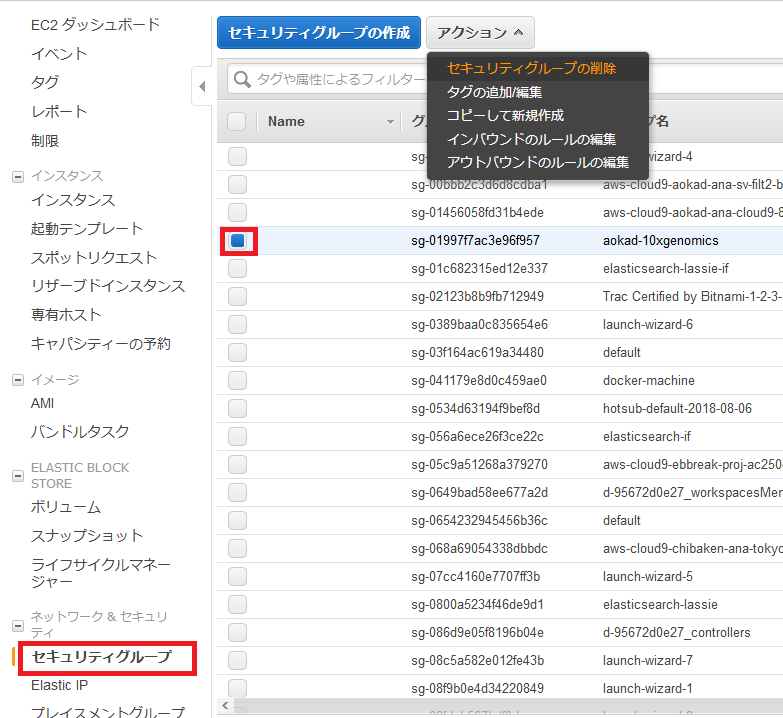 EC2 ダッシュボード
イベント
タグ
レポート
制限
インスタンス
インスタンス
起動テンプレート
スポットリクエスト
リザーブドインスタンス
専有ホスト
キャパシティーの予約
イメージ
AMI
バンドルタスク
ELASTIC BLOCK
STORE
ボリューム
スナップショット
ライフサイクルマネー
ジャー
ネットワーク & セキュリ
ティ
セキュリティグループ
Elastic IP
プレイスメントグループ
セキュリティグループの作成
アクション
タグや属性によるフィルター
セキュリティグループの削除
タグの追加/編集
コピーして新規作成
インバウンドのルールの編集
アウトバウンドのルールの編集
Name プ名
sg- wizard-4
sg-00bbb2c3d6d8cdba1 aws-cloud9-aokad-ana-sv-filt2-b
sg-01456058fd31b4ede aws-cloud9-aokad-ana-cloud9-8
sg-01997f7ac3e96f957 aokad-10xgenomics
sg-01c682315ed12e337 elasticsearch-lassie-if
sg-02123b8b9fb712949 Trac Certified by Bitnami-1-2-3-
sg-0389baa0c835654e6 launch-wizard-6
sg-03f164ac619a34480 default
sg-041179e8d0c459ae0 docker-machine
sg-0534d63194f9bef8d hotsub-default-2018-08-06
sg-056a6ece26f3ce22c elasticsearch-if
sg-05c9a51268a379270 aws-cloud9-ebbreak-proj-ac250
sg-0649bad58ee677a2d d-95672d0e27_workspacesMem
sg-0654232945456b36c default
sg-068a69054338dbbdc aws-cloud9-chibaken-ana-tokyo
sg-07cc4160e7707ff3b launch-wizard-5
sg-0800a5234f46de9d1 elasticsearch-lassie
sg-086d9e05f8196b04e d-95672d0e27_controllers
sg-08c5a582e012fe43b launch-wizard-7
sg-08f9b0e4d34220849 launch-wizard-1